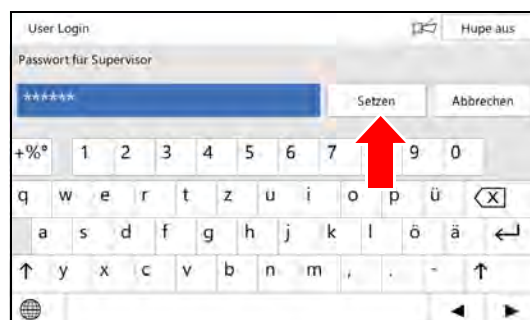 User Login Hupe aus
Passwort für Supervisor
****** Setzen Abbrechen
+%° 1 2 3 4 5 6 7 9 0
q w e r t z u i o p ü
a s d f g h j k l ö ä
↑ y x c v b n m , . - ↑